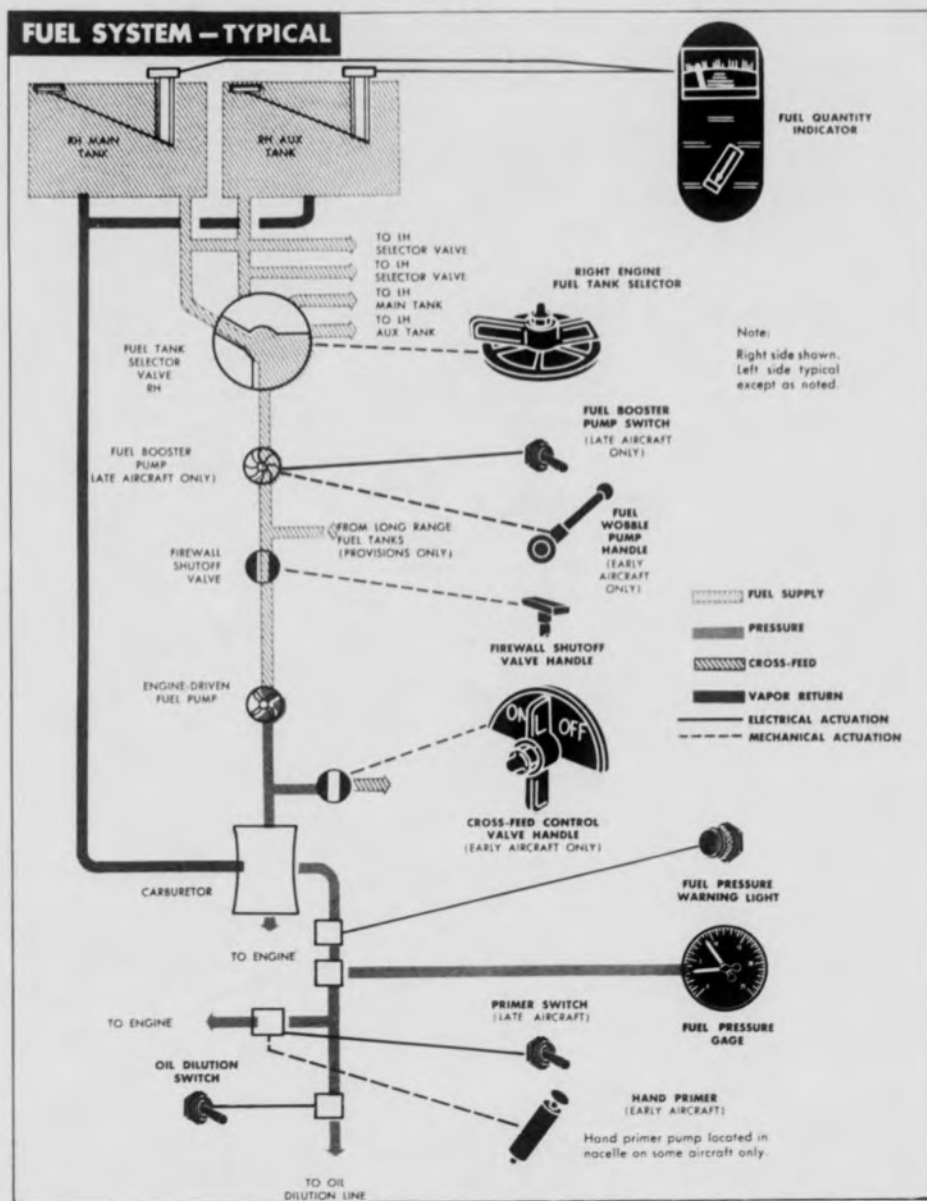 FUEL SYSTEM — TYPICAL
RH MAIN
TANK
RH AUX
TANK
FUEL QUANTITY
INDICATOR
TO LH
SELECTOR VALVE
TO LH
SELECTOR VALVE
TO LH
MAIN TANK
TO LH
AUX TANK
RIGHT ENGINE
FUEL TANK SELECTOR
Note:
Right side shown.
Left side typical
except as noted.
FUEL TANK
SELECTOR
VALVE
RH
FUEL BOOSTER
PUMP SWITCH
(LATE AIRCRAFT
ONLY)
FUEL BOOSTER
PUMP
(LATE AIRCRAFT ONLY)
FUEL
WOBBLE
PUMP
HANDLE
(EARLY
AIRCRAFT
ONLY)
FROM LONG RANGE
FUEL TANKS
(PROVISIONS ONLY)
FIREWALL
SHUTOFF
VALVE
FIREWALL SHUTOFF
VALVE HANDLE
FUEL SUPPLY
PRESSURE
CROSS-FEED
VAPOR RETURN
ELECTRICAL ACTUATION
MECHANICAL ACTUATION
ENGINE-DRIVEN
FUEL PUMP
ON
L
OFF
L
CROSS-FEED CONTROL
VALVE HANDLE
(EARLY AIRCRAFT ONLY)
CARBURETOR
FUEL PRESSURE
WARNING LIGHT
TO ENGINE
TO ENGINE
PRIMER SWITCH
(LATE AIRCRAFT)
FUEL PRESSURE
GAGE
OIL DILUTION
SWITCH
HAND PRIMER
(EARLY AIRCRAFT)
Hand primer pump located in
nacelle on some aircraft only.
TO OIL
DILUTION LINE